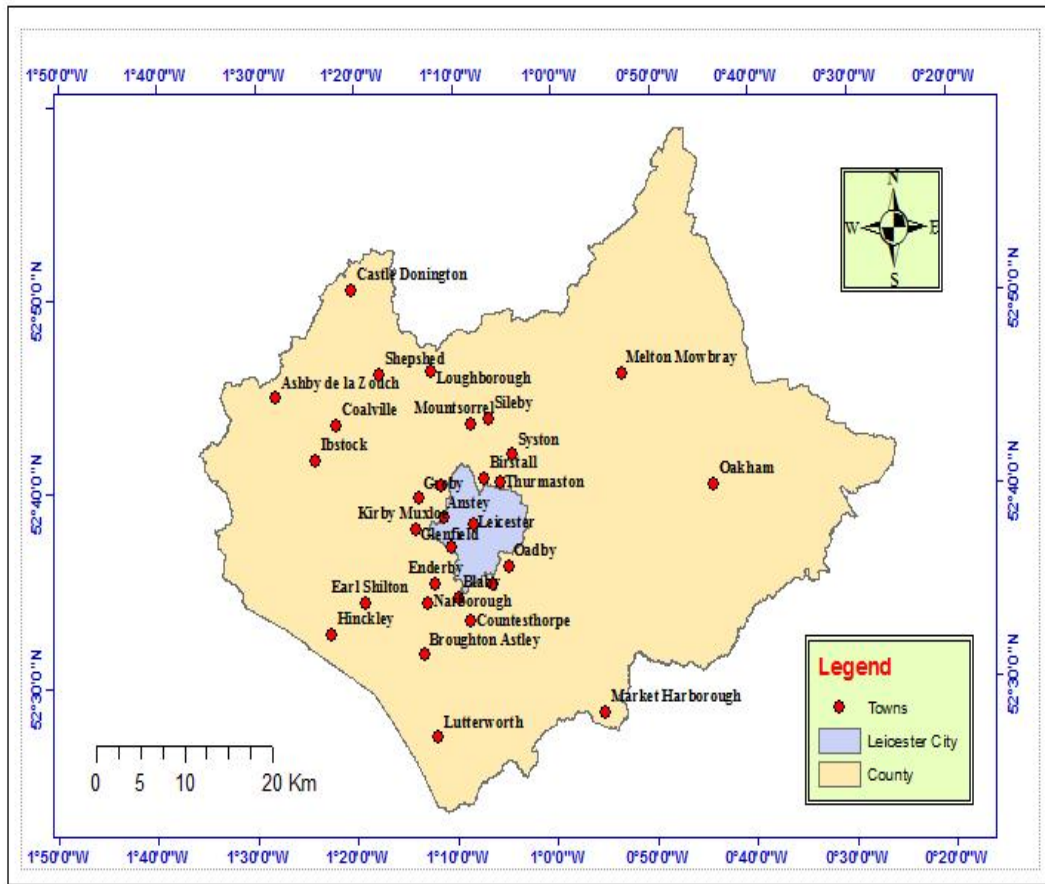 1°50'0"W 1°40'0"W 1°30'0"W 1°20'0"W 1°10'0"W 1°0'0"W 0°50'0"W 0°40'0"W 0°30'0"W 0°20'0"W
N
W E
S
52°50'0"N
52°50'0"N
Castle Donington
Shepshed
Loughborough
Melton Mowbray
Ashby de la Zouch
Coalville
Mountsorrel
Sileby
Ibstock
Syston
Birstall
Thurmaston
Oakham
52°40'0"N
52°40'0"N
Groby
Anstey
Kirby Muxloe
Leicester
Glenfield
Oadby
Enderby
Blaby
Earl Shilton
Narborough
Hinckley
Countesthorpe
Broughton Astley
52°30'0"N
52°30'0"N
Market Harborough
Lutterworth
Legend
Towns
Leicester City
County
0 5 10 20 Km
1°50'0"W 1°40'0"W 1°30'0"W 1°20'0"W 1°10'0"W 1°0'0"W 0°50'0"W 0°40'0"W 0°30'0"W 0°20'0"W